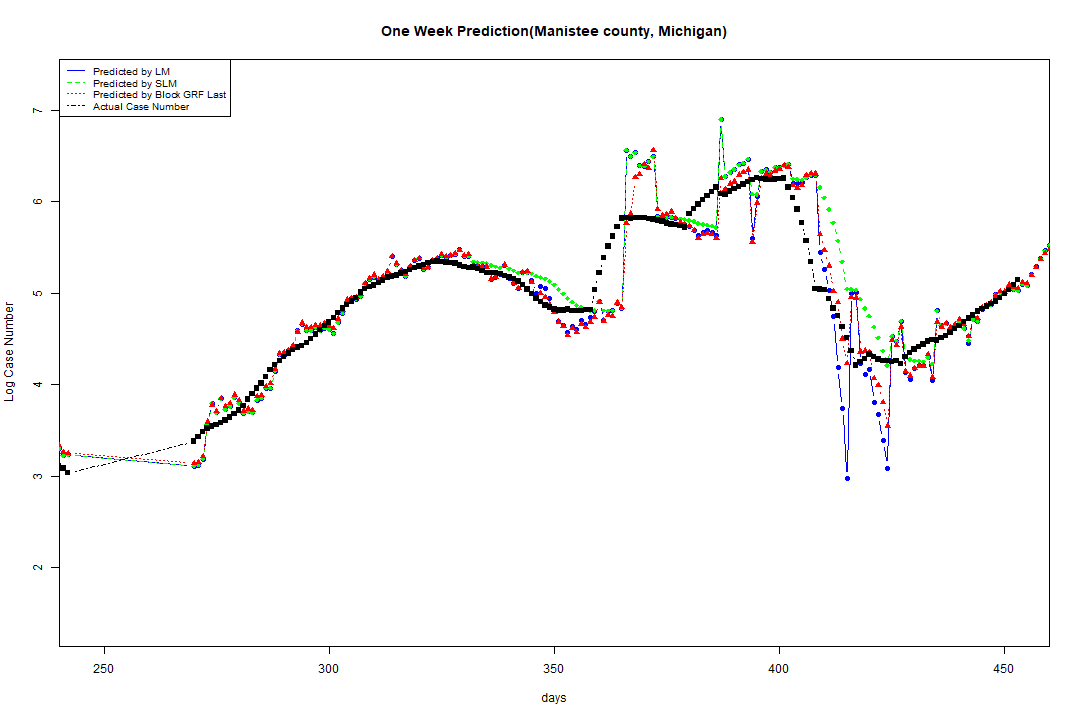 One Week Prediction(Manistee county, Michigan)
Predicted by LM
Predicted by SLM
Predicted by Block GRF Last
Actual Case Number
Log Case Number
7
6
5
4
3
2
250 300 350 400 450
days